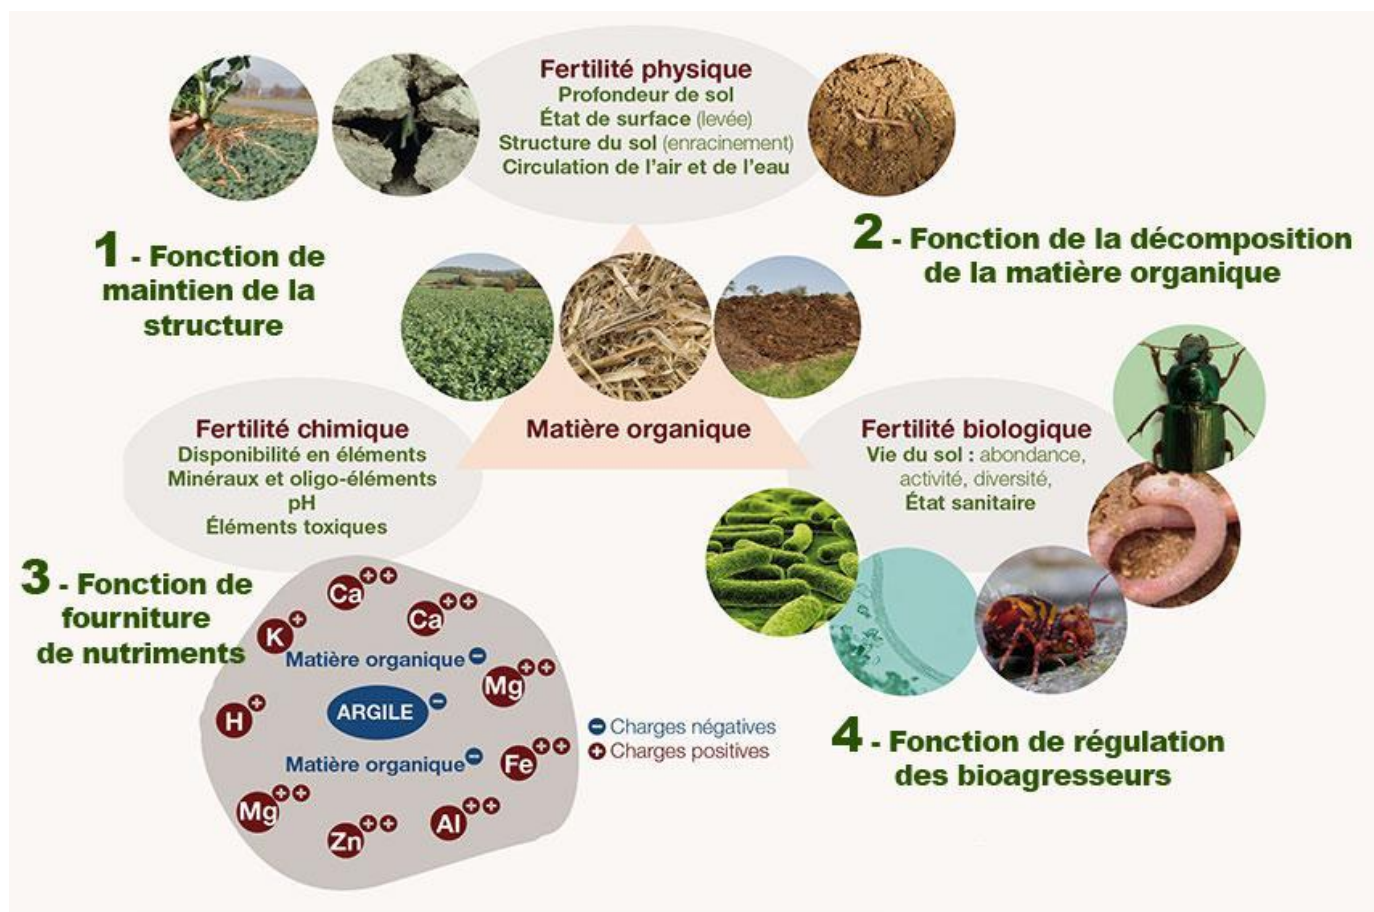 Fertilité physique
Profondeur de sol
État de surface (levée)
Structure du sol (enracinement)
Circulation de l'air et de l'eau
1 - Fonction de
maintien de la
structure
2 - Fonction de la décomposition
de la matière organique
Matière organique
Fertilité chimique
Disponibilité en éléments
Minéraux et oligo-éléments
pH
Éléments toxiques
Fertilité biologique
Vie du sol : abondance,
activité, diversité,
État sanitaire
3 - Fonction de
fourniture
de nutriments
Ca ++
Ca ++
K +
Matière organique -
Mg ++
H +
ARGILE -
Matière organique -
Fe ++
Mg ++
Zn ++
Al ++
- Charges négatives
+ Charges positives
4 - Fonction de régulation
des bioagresseurs